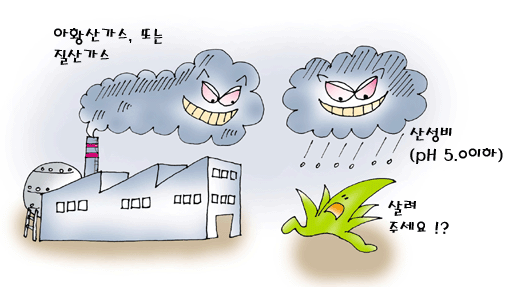 아황산가스, 또는
질산가스
산성비
(pH 5.0이하)
살려
주세요 !?